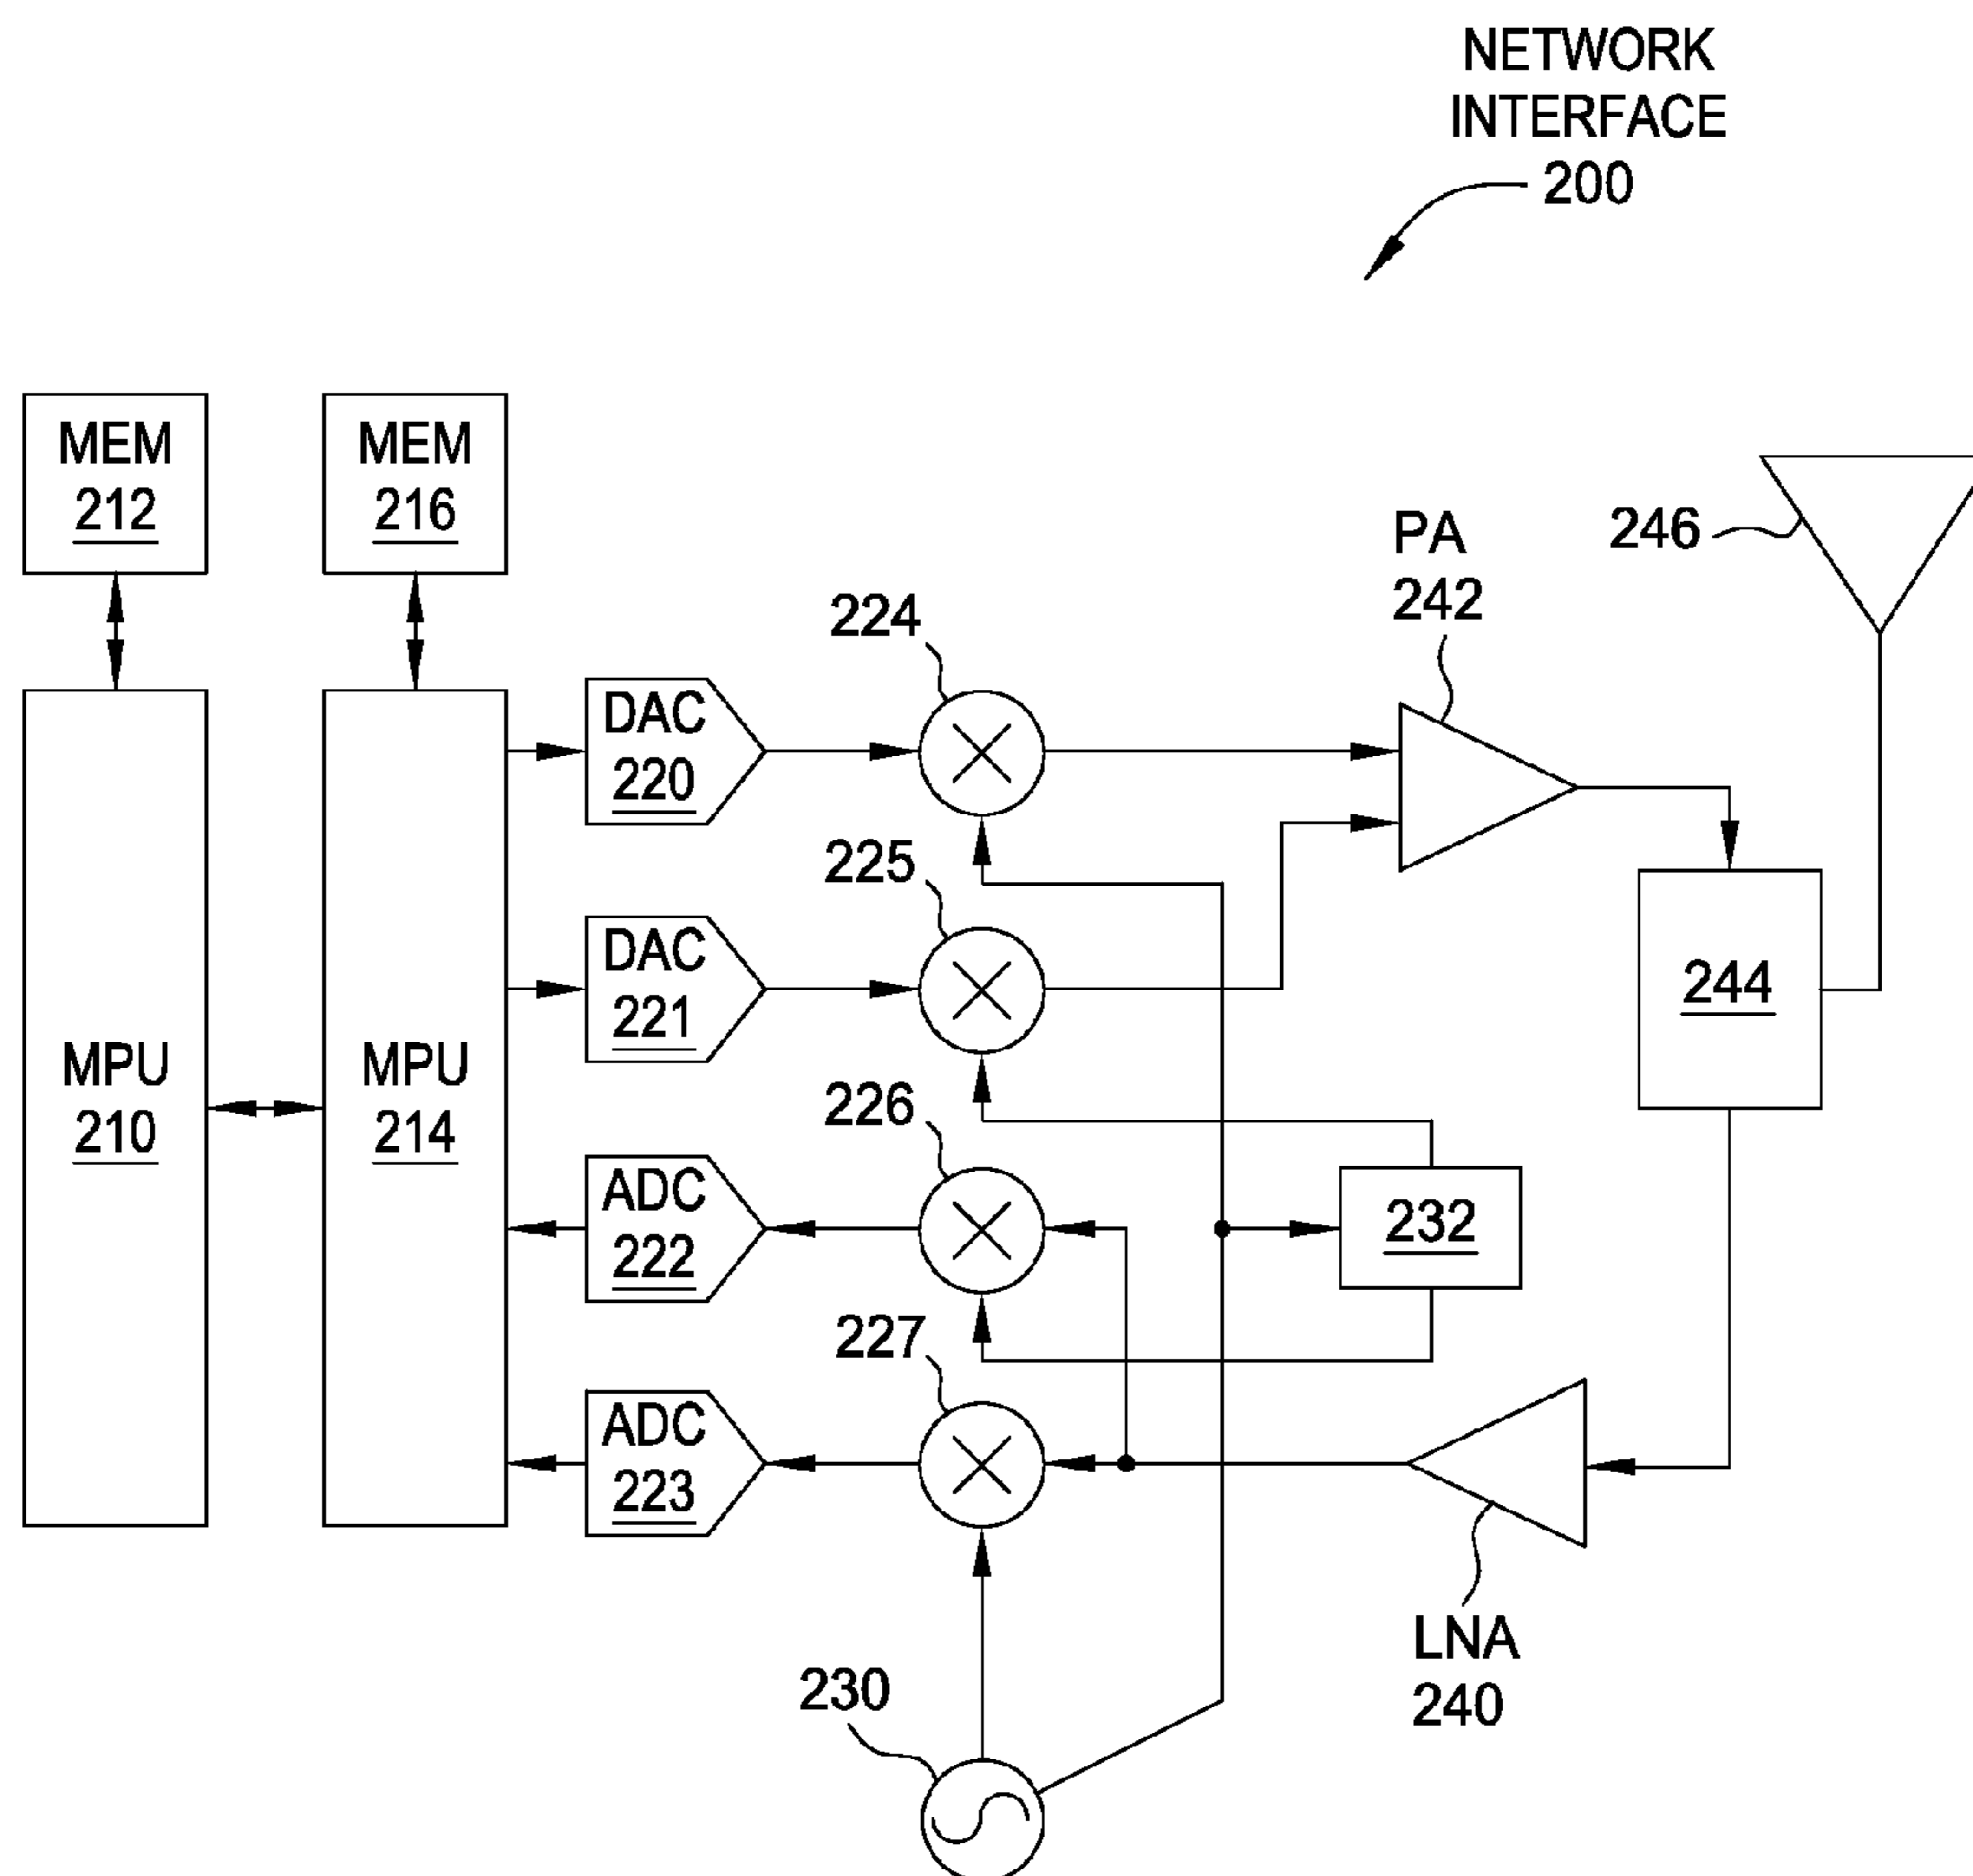 NETWORK
INTERFACE
200
MEM
212
MEM
216
PA
242
246
224
DAC
220
225
DAC
221
244
MPU
210
MPU
214
226
ADC
222
232
227
ADC
223
LNA
240
230